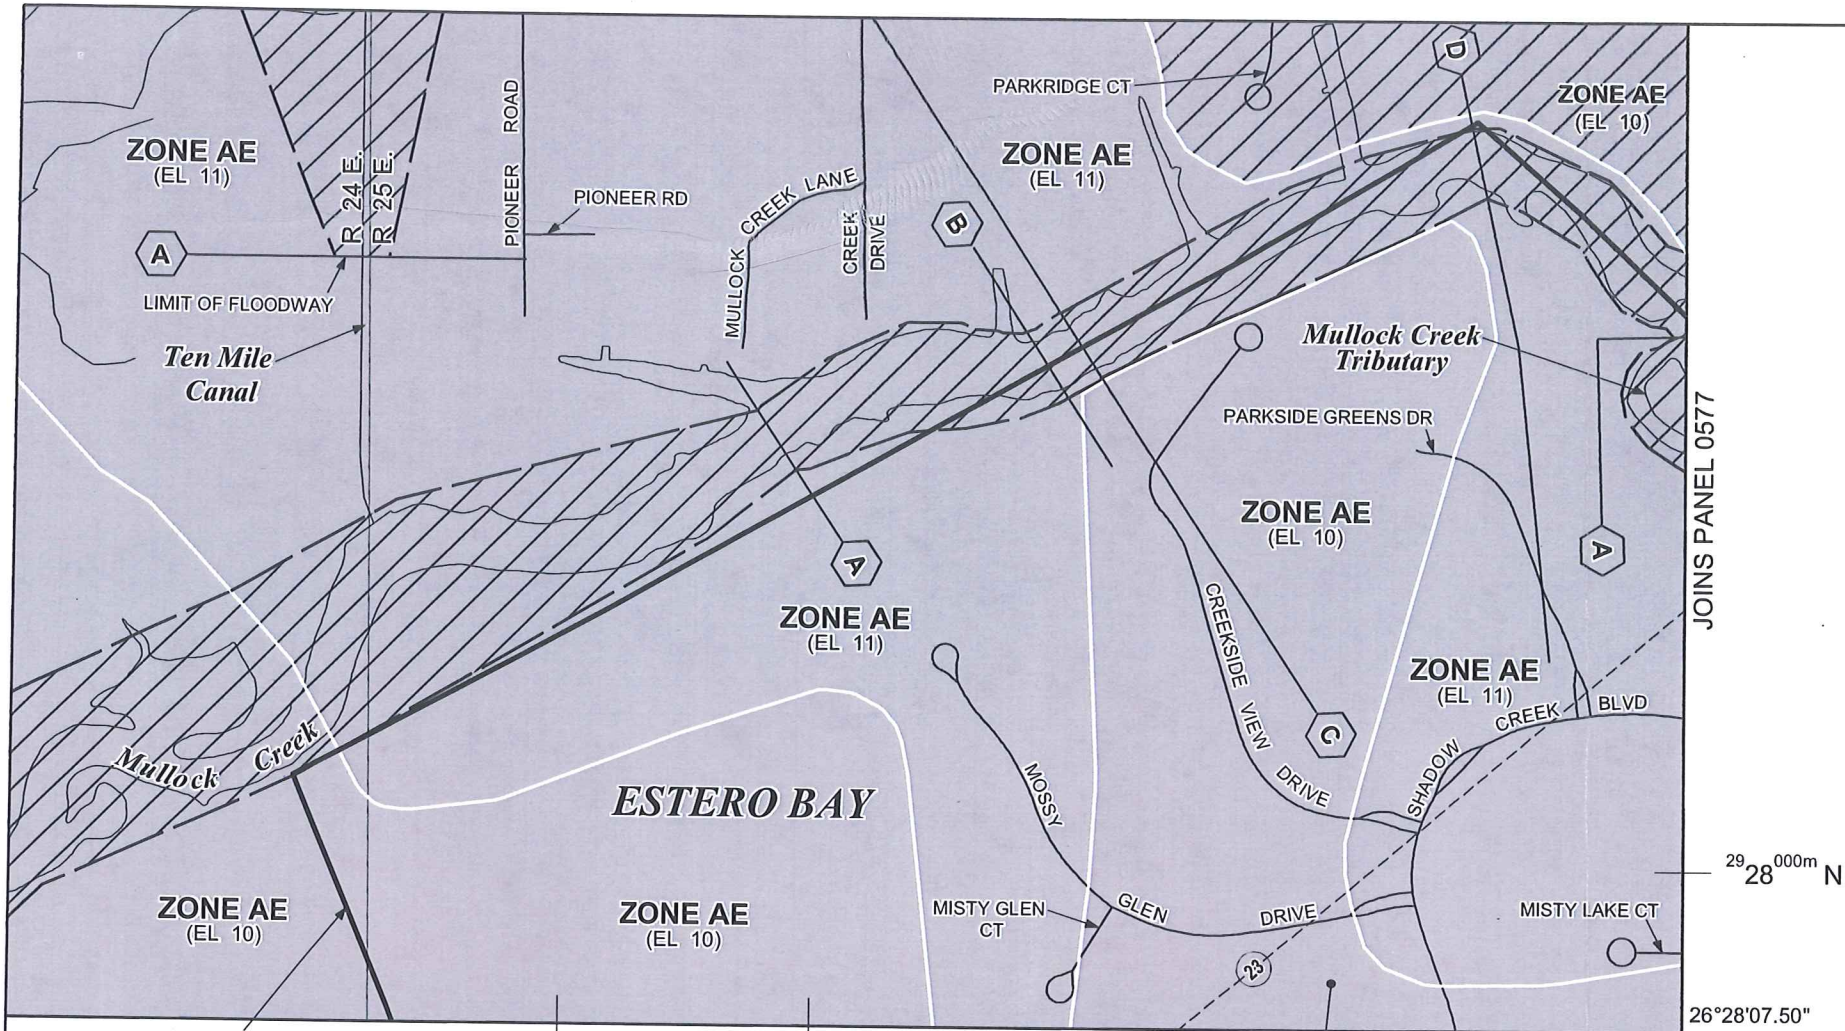 D
PARKRIDGE CT
ZONE AE
(EL 10)
ZONE AE
(EL 11)
R 24 E.
R 25 E.
PIONEER ROAD
PIONEER RD
MULLOCK CREEK LANE
CREEK DRIVE
ZONE AE
(EL 11)
B
A
LIMIT OF FLOODWAY
Ten Mile
Canal
Mullock Creek
Tributary
PARKSIDE GREENS DR
JOINS PANEL 0577
ZONE AE
(EL 10)
A
A
ZONE AE
(EL 11)
CREEKSIDE VIEW DRIVE
ZONE AE
(EL 11)
SHADOW CREEK BLVD
C
Mullock Creek
ESTERO BAY
MOSSY GLEN DRIVE
2928000m N
ZONE AE
(EL 10)
ZONE AE
(EL 10)
MISTY GLEN
CT
MISTY LAKE CT
23
26°28'07.50"